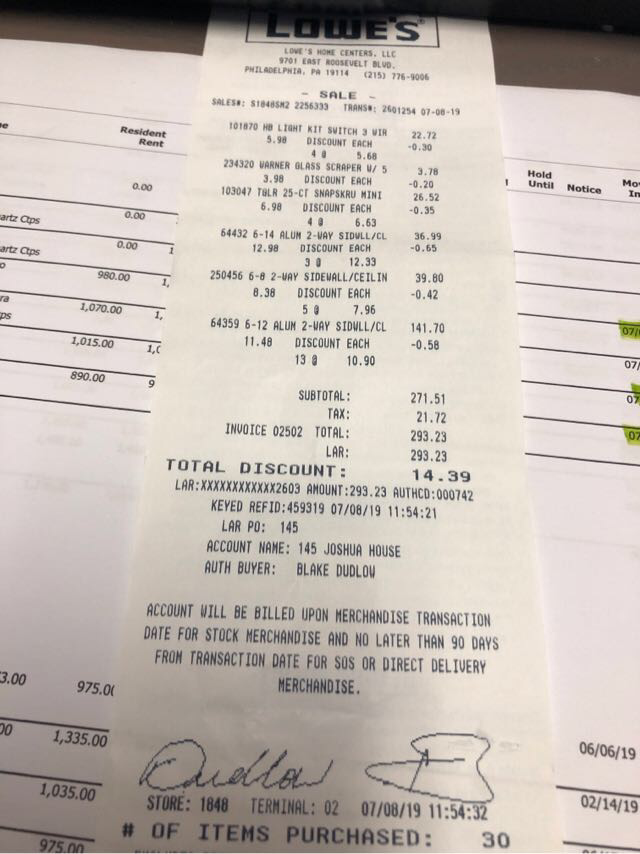 LOWE'S®
LOWE'S HOME CENTERS, LLC
9701 EAST ROOSEVELT BLVD.
PHILADELPHIA, PA 19114 (215) 776-9006
- SALE -
SALES#: S1848SM2 2256333 TRANS#: 2601254 07-08-19
101870 HB LIGHT KIT SWITCH 3 WIR 22.72
5.98 DISCOUNT EACH -0.30
4 @ 5.68
234320 WARNER GLASS SCRAPER W/ 5 3.78
3.98 DISCOUNT EACH -0.20
103047 TGLR 25-CT SNAPSKRU MINI 26.52
6.98 DISCOUNT EACH -0.35
4 @ 6.63
64432 6-14 ALUM 2-WAY SIDWLL/CL 36.99
12.98 DISCOUNT EACH -0.65
3 @ 12.33
250456 6-8 2-WAY SIDEWALL/CEILIN 39.80
8.38 DISCOUNT EACH -0.42
5 @ 7.96
64359 6-12 ALUM 2-WAY SIDWLL/CL 141.70
11.48 DISCOUNT EACH -0.58
13 @ 10.90
SUBTOTAL: 271.51
TAX: 21.72
INVOICE 02502 TOTAL: 293.23
LAR: 293.23
TOTAL DISCOUNT: 14.39
LAR:XXXXXXXXXXXX2603 AMOUNT:293.23 AUTHCD:000742
KEYED REFID:459319 07/08/19 11:54:21
LAR PO: 145
ACCOUNT NAME: 145 JOSHUA HOUSE
AUTH BUYER: BLAKE DUDLOW
ACCOUNT WILL BE BILLED UPON MERCHANDISE TRANSACTION
DATE FOR STOCK MERCHANDISE AND NO LATER THAN 90 DAYS
FROM TRANSACTION DATE FOR SOS OR DIRECT DELIVERY
MERCHANDISE.
Dudlow
STORE: 1848 TERMINAL: 02 07/08/19 11:54:32
# OF ITEMS PURCHASED: 30
Resident
Rent
0.00
artz Ctps 0.00
artz Ctps 0.00
980.00
1,070.00
1,015.00
890.00
975.0
1,335.00
1,035.00
975.00
Hold
Until Notice
06/06/19
02/14/19